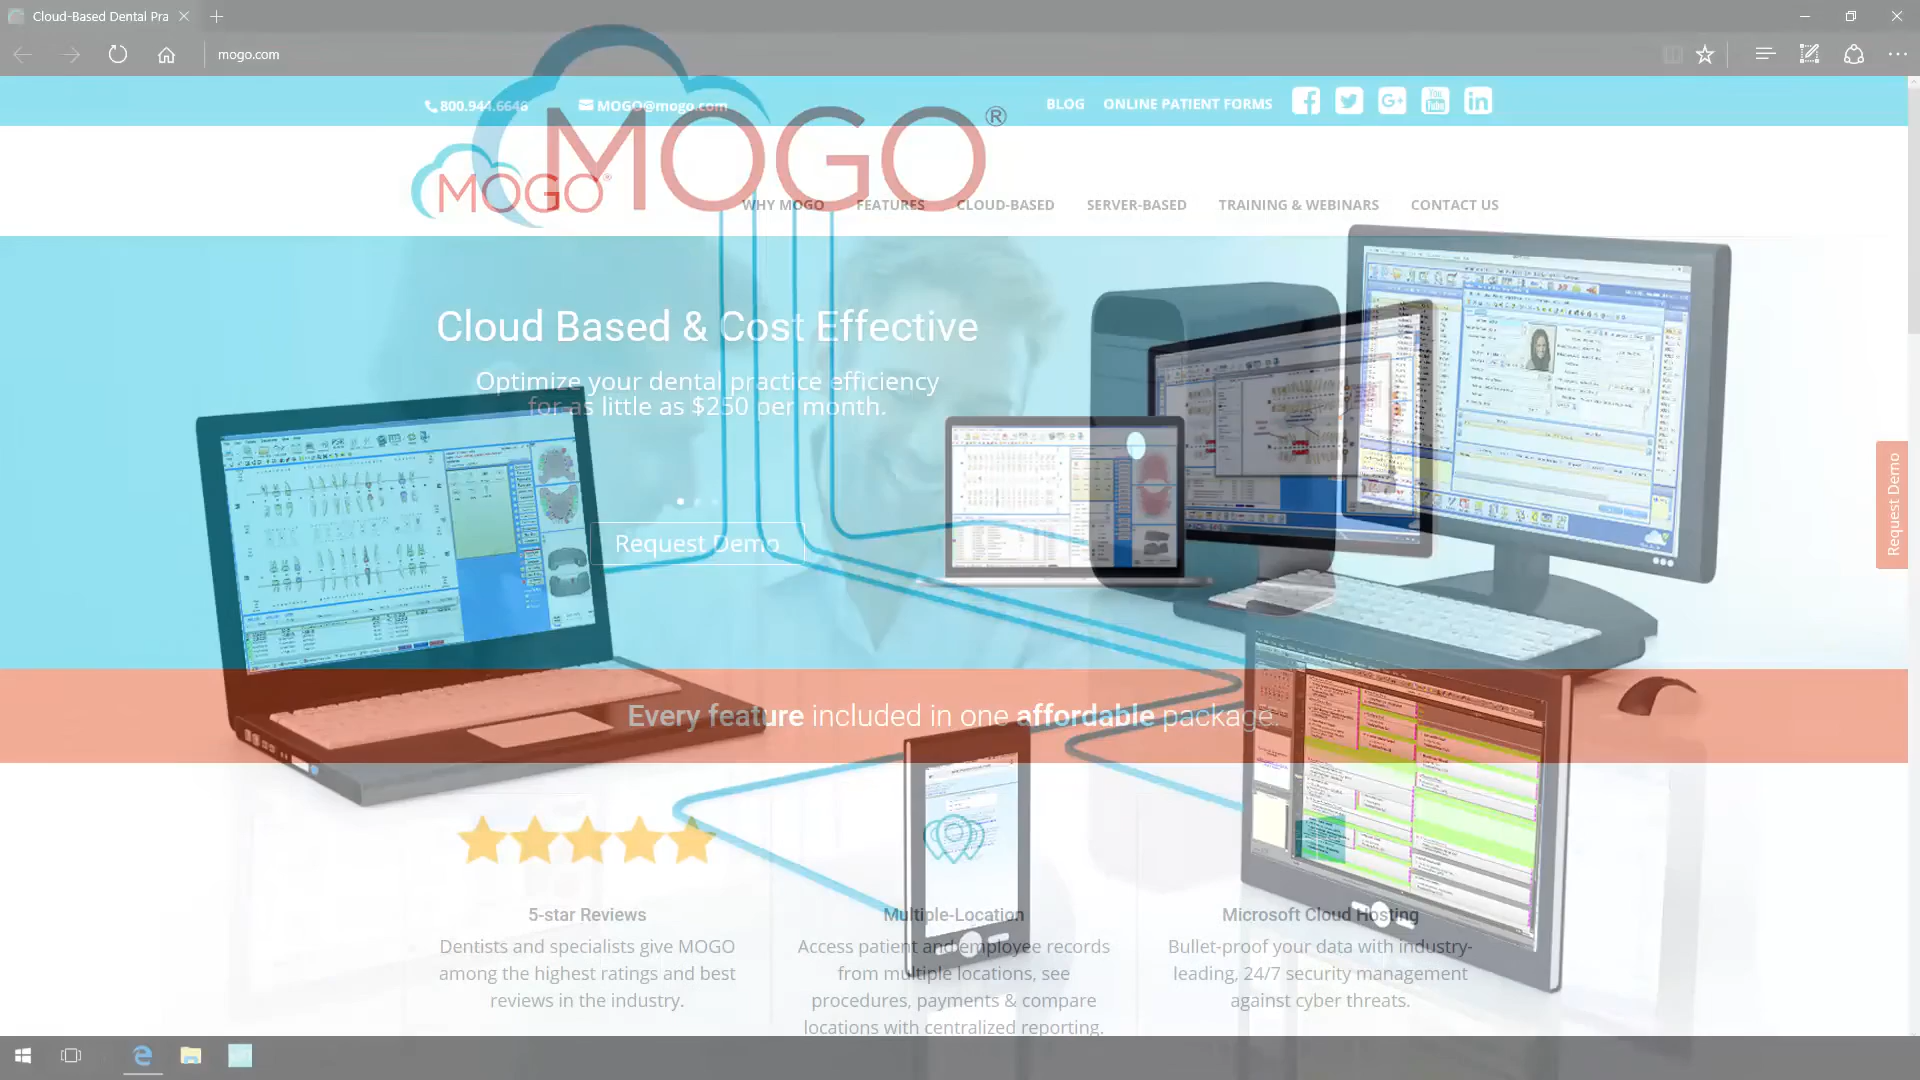 Cloud-Based Dental Pra
mogo.com
800.944.6646
MOGO@mogo.com
BLOG
ONLINE PATIENT FORMS
You
Tube
MOGO®
MOGO®
WHY MOGO
FEATURES
CLOUD-BASED
SERVER-BASED
TRAINING & WEBINARS
CONTACT US
Cloud Based & Cost Effective
Optimize your dental practice efficiency
for as little as $250 per month.
Request Demo
Request Demo
Every feature included in one affordable package.
5-star Reviews
Dentists and specialists give MOGO
among the highest ratings and best
reviews in the industry.
Multiple-Location
Access patient and employee records
from multiple locations, see
procedures, payments & compare
locations with centralized reporting.
Microsoft Cloud Hosting
Bullet-proof your data with industry-
leading, 24/7 security management
against cyber threats.